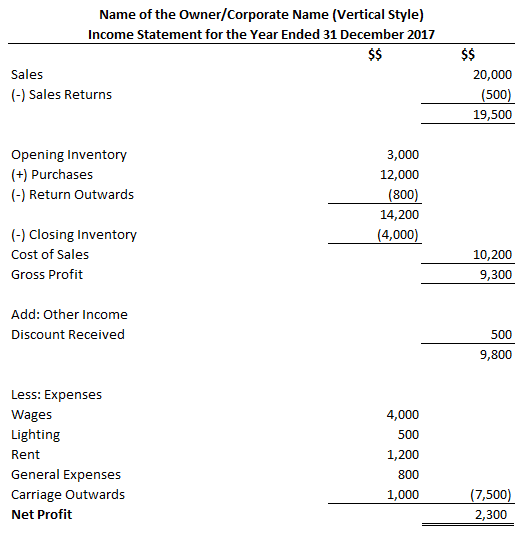 Name of the Owner/Corporate Name (Vertical Style)
Income Statement for the Year Ended 31 December 2017
$$ $$
Sales 20,000
(-) Sales Returns (500)
19,500
Opening Inventory 3,000
(+) Purchases 12,000
(-) Return Outwards (800)
14,200
(-) Closing Inventory (4,000)
Cost of Sales 10,200
Gross Profit 9,300
Add: Other Income
Discount Received 500
9,800
Less: Expenses
Wages 4,000
Lighting 500
Rent 1,200
General Expenses 800
Carriage Outwards 1,000 (7,500)
Net Profit 2,300